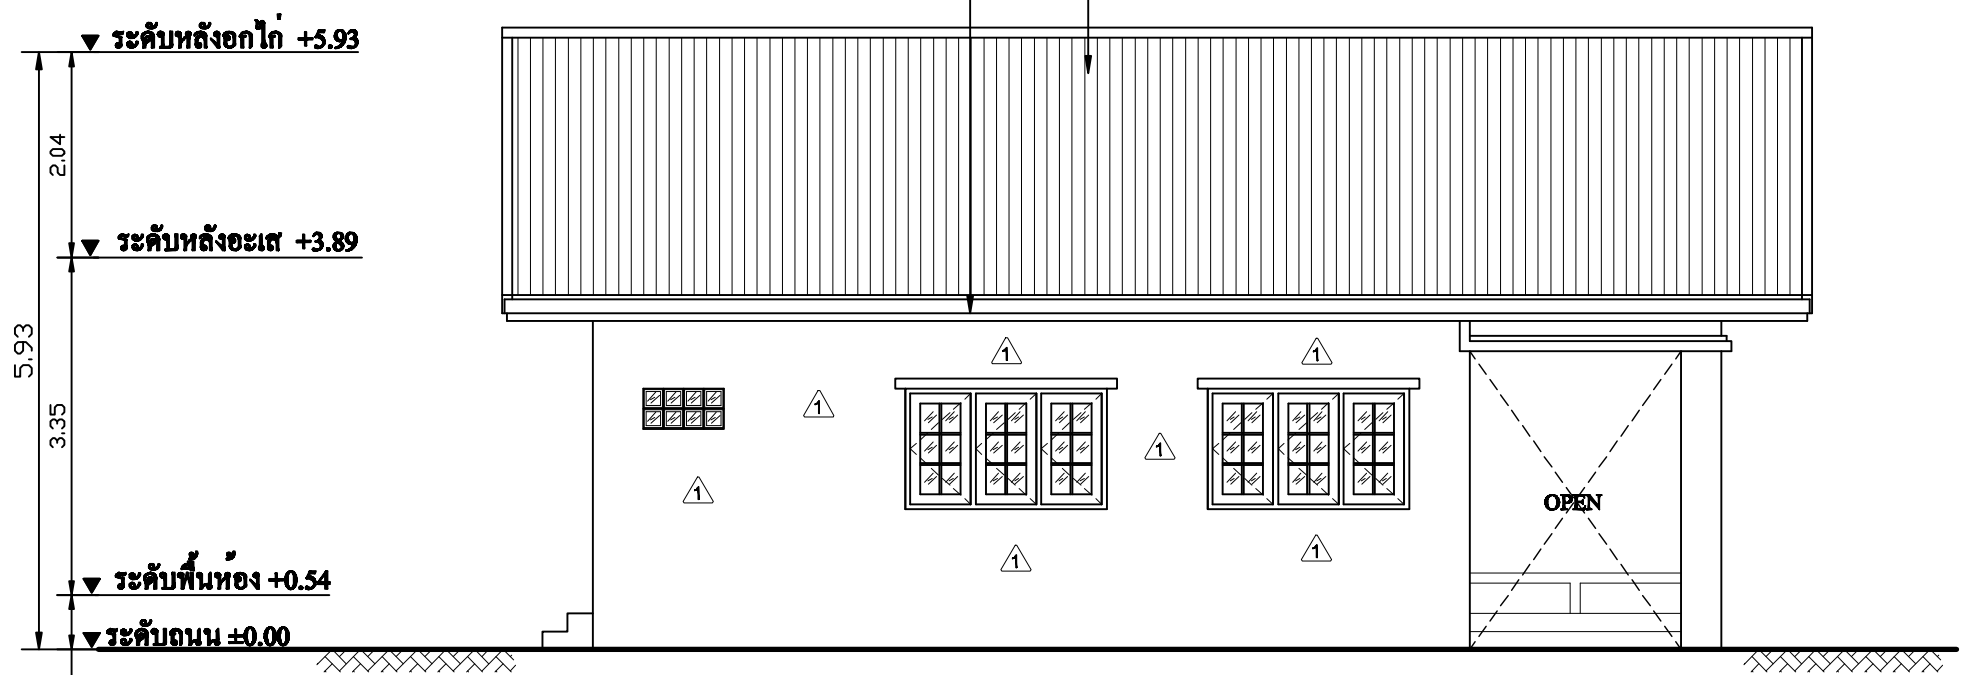 ระดับหลังอกไก่ +5.93
2.04
ระดับหลังอะเส +3.89
5.93
3.35
1
1
1
1
1
OPEN
1
1
ระดับพื้นห้อง +0.54
ระดับถนน ±0.00